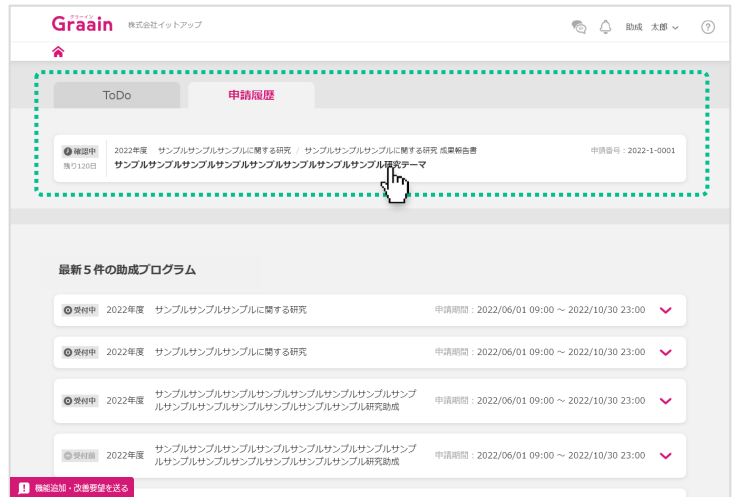 グラーイン
Graain 株式会社イットアップ 助成 太郎 ?
ToDo 申請履歴
確認中 2022年度 サンプルサンプルサンプルに関する研究 / サンプルサンプルサンプルに関する研究 成果報告書 申請番号：2022-1-0001
残り120日 サンプルサンプルサンプルサンプルサンプルサンプルサンプルサンプル研究テーマ
最新５件の助成プログラム
受付中 2022年度 サンプルサンプルサンプルに関する研究 申請期間：2022/06/01 09:00 ～ 2022/10/30 23:00
受付中 2022年度 サンプルサンプルサンプルに関する研究 申請期間：2022/06/01 09:00 ～ 2022/10/30 23:00
受付中 2022年度 サンプルサンプルサンプルサンプルサンプルサンプルサンプルサンプ 申請期間：2022/06/01 09:00 ～ 2022/10/30 23:00
ルサンプルサンプルサンプルサンプルサンプルサンプル研究助成
受付前 2022年度 サンプルサンプルサンプルサンプルサンプルサンプルサンプルサンプ 申請期間：2022/06/01 09:00 ～ 2022/10/30 23:00
ルサンプルサンプルサンプルサンプルサンプルサンプル研究助成
機能追加・改善要望を送る